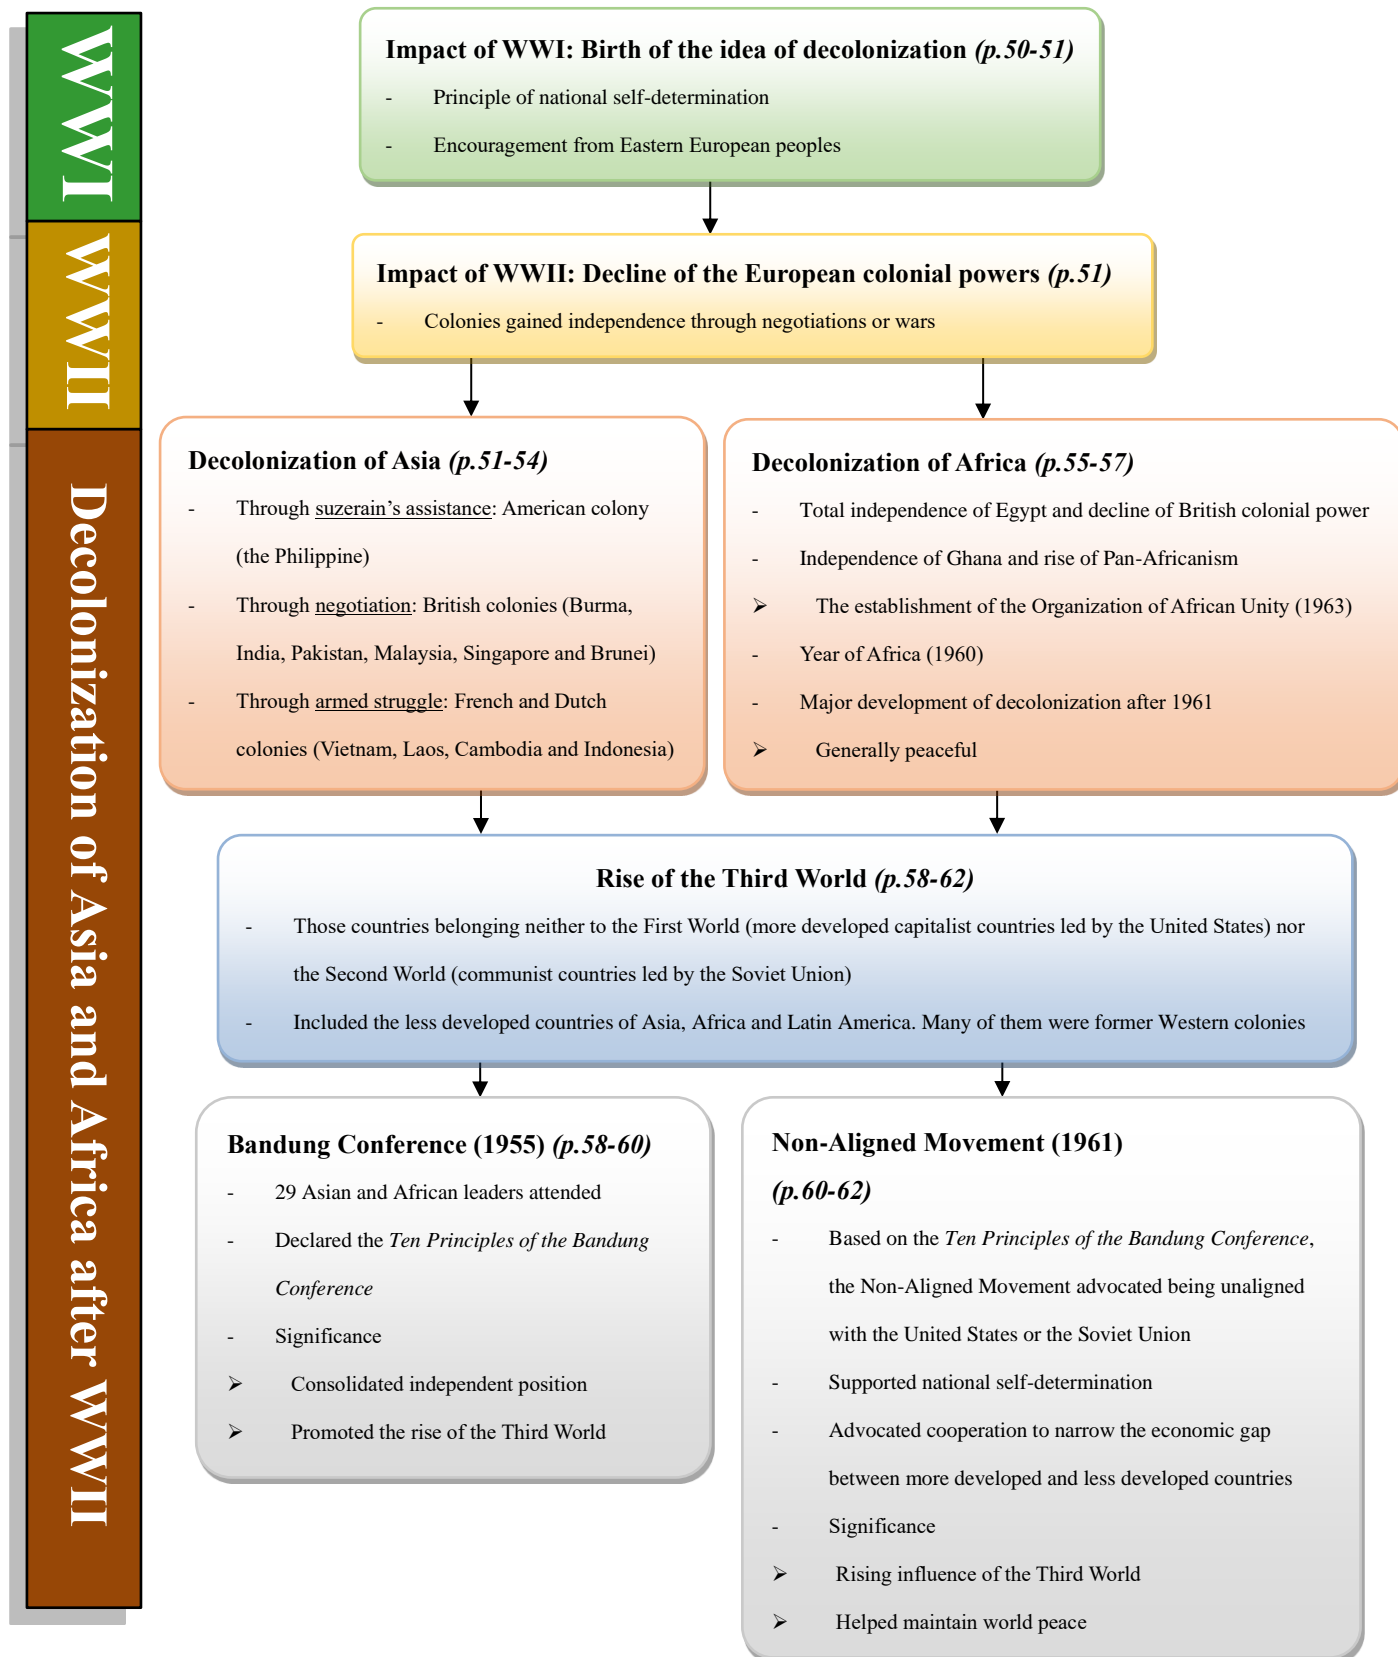 WWI
WWII
Decolonization of Asia and Africa after WWII
Impact of WWI: Birth of the idea of decolonization (p.50-51)
- Principle of national self-determination
- Encouragement from Eastern European peoples
Impact of WWII: Decline of the European colonial powers (p.51)
- Colonies gained independence through negotiations or wars
Decolonization of Asia (p.51-54)
- Through suzerain’s assistance: American colony
(the Philippine)
- Through negotiation: British colonies (Burma,
India, Pakistan, Malaysia, Singapore and Brunei)
- Through armed struggle: French and Dutch
colonies (Vietnam, Laos, Cambodia and Indonesia)
Decolonization of Africa (p.55-57)
- Total independence of Egypt and decline of British colonial power
- Independence of Ghana and rise of Pan-Africanism
➢ The establishment of the Organization of African Unity (1963)
- Year of Africa (1960)
- Major development of decolonization after 1961
➢ Generally peaceful
Rise of the Third World (p.58-62)
- Those countries belonging neither to the First World (more developed capitalist countries led by the United States) nor
the Second World (communist countries led by the Soviet Union)
- Included the less developed countries of Asia, Africa and Latin America. Many of them were former Western colonies
Bandung Conference (1955) (p.58-60)
- 29 Asian and African leaders attended
- Declared the Ten Principles of the Bandung
Conference
- Significance
➢ Consolidated independent position
➢ Promoted the rise of the Third World
Non-Aligned Movement (1961)
(p.60-62)
- Based on the Ten Principles of the Bandung Conference,
the Non-Aligned Movement advocated being unaligned
with the United States or the Soviet Union
- Supported national self-determination
- Advocated cooperation to narrow the economic gap
between more developed and less developed countries
- Significance
➢ Rising influence of the Third World
➢ Helped maintain world peace